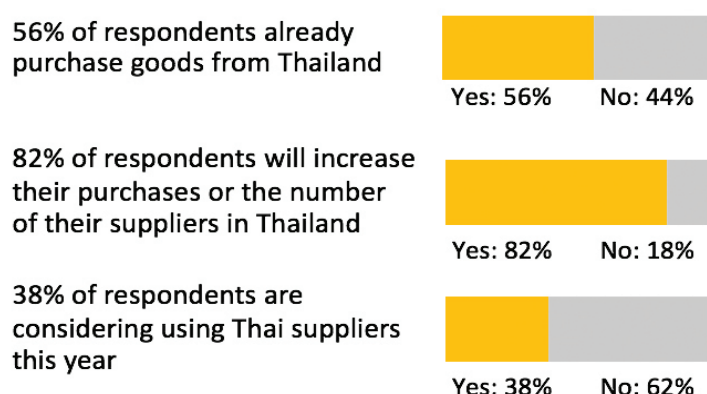 56% of respondents already
purchase goods from Thailand
Yes: 56% No: 44%
82% of respondents will increase
their purchases or the number
of their suppliers in Thailand
Yes: 82% No: 18%
38% of respondents are
considering using Thai suppliers
this year
Yes: 38% No: 62%